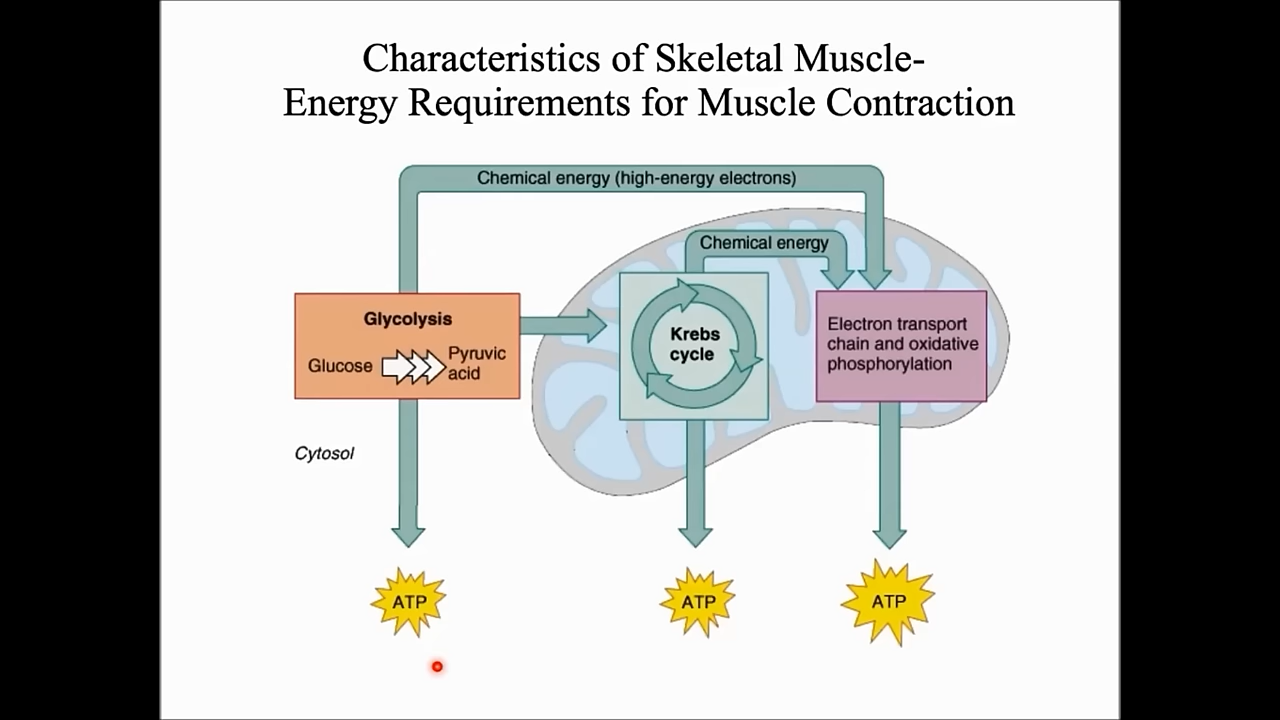 Characteristics of Skeletal Muscle-
Energy Requirements for Muscle Contraction
Chemical energy (high-energy electrons)
Chemical energy
Glycolysis
Glucose
Pyruvic
acid
Krebs
cycle
Electron transport
chain and oxidative
phosphorylation
Cytosol
ATP
ATP
ATP